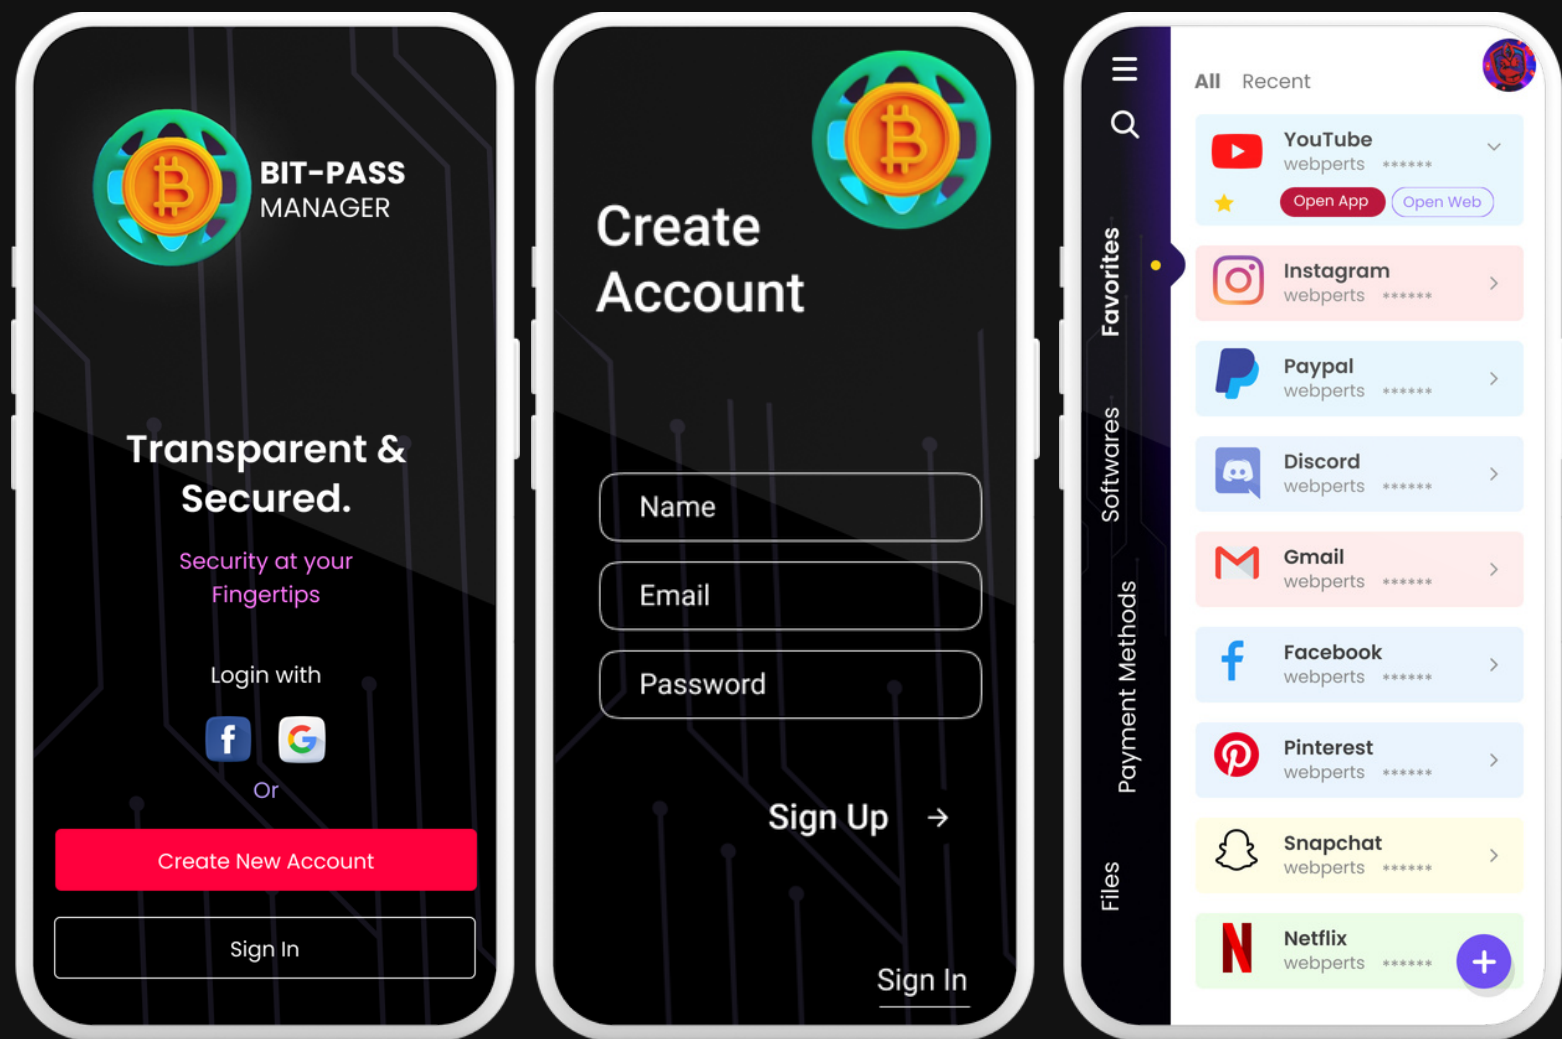 BIT-PASS
MANAGER
Transparent &
Secured.
Security at your
Fingertips
Login with
Or
Create New Account
Sign In
Create
Account
Name
Email
Password
Sign Up
Sign In
Favorites
Softwares
Payment Methods
Files
All Recent
YouTube
webperts ******
Open App Open Web
Instagram
webperts ******
Paypal
webperts ******
Discord
webperts ******
Gmail
webperts ******
Facebook
webperts ******
Pinterest
webperts ******
Snapchat
webperts ******
Netflix
webperts ******